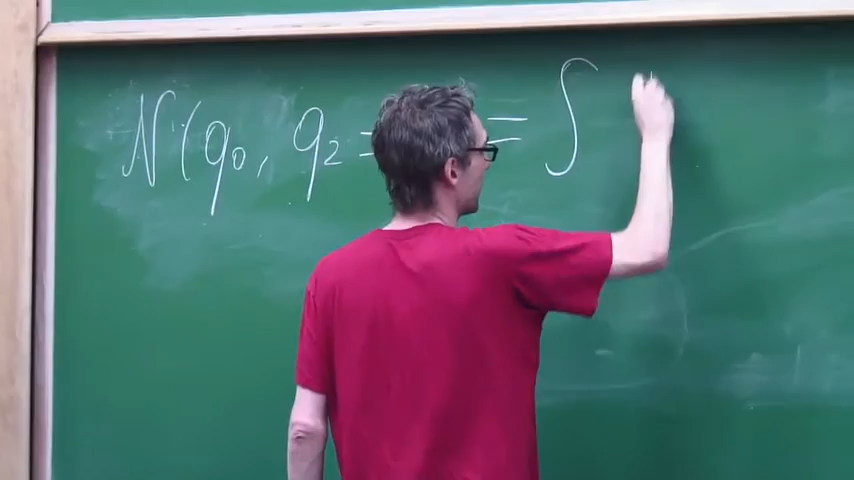 N(q₀, q₂ = = ∫